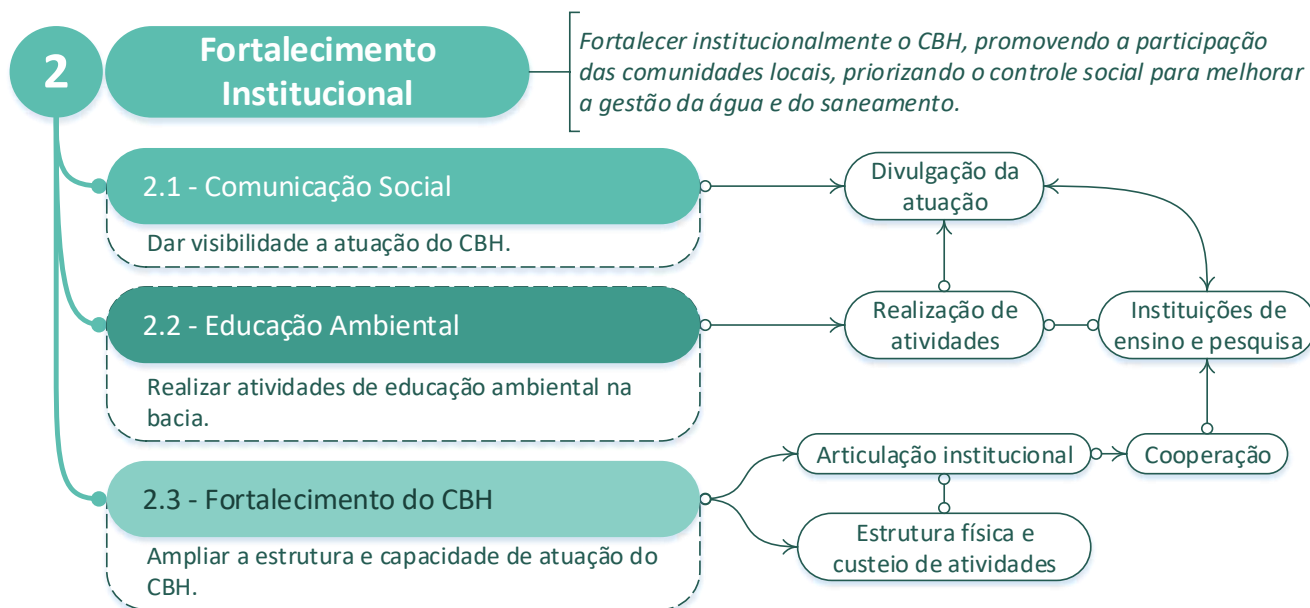 2
Fortalecimento
Institucional
Fortalecer institucionalmente o CBH, promovendo a participação
das comunidades locais, priorizando o controle social para melhorar
a gestão da água e do saneamento.
2.1 - Comunicação Social
Dar visibilidade a atuação do CBH.
Divulgação da
atuação
2.2 - Educação Ambiental
Realizar atividades de educação ambiental na
bacia.
Realização de
atividades
Instituições de
ensino e pesquisa
2.3 - Fortalecimento do CBH
Ampliar a estrutura e capacidade de atuação do
CBH.
Articulação institucional
Cooperação
Estrutura física e
custeio de atividades